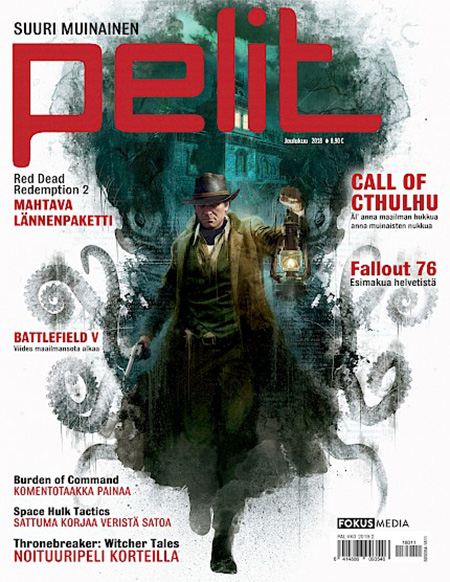 SUURI MUINAINEN
pelit
Joulukuu 2018 ● 8,90 €
Red Dead
Redemption 2
MAHTAVA
LÄNNENPAKETTI
CALL OF
CTHULHU
Äl' anna maailman hukkua
anna muinaisten nukkua
Fallout 76
Esimakua helvetistä
BATTLEFIELD V
Viides maailmansota alkaa
Burden of Command
KOMENTOTAAKKA PAINAA
Space Hulk Tactics
SATTUMA KORJAA VERISTÄ SATOA
Thronebreaker: Witcher Tales
NOITUURIPELI KORTEILLA
FOKUSMEDIA